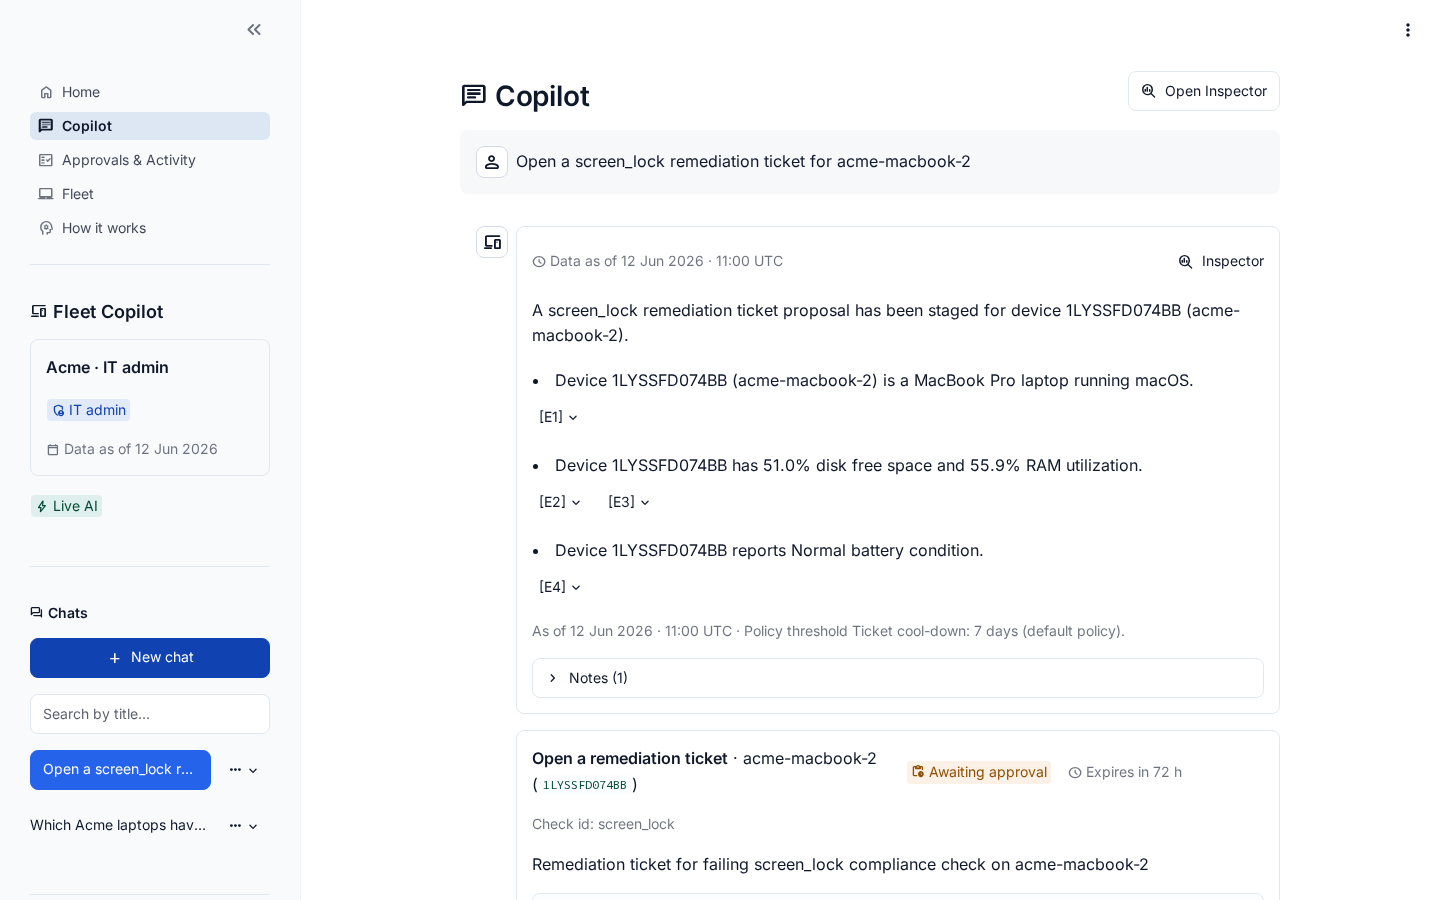 Home
Copilot
Approvals & Activity
Fleet
How it works
Fleet Copilot
Acme · IT admin
IT admin
Data as of 12 Jun 2026
Live AI
Chats
New chat
Search by title...
Open a screen_lock r...
Which Acme laptops hav...
Copilot
Open Inspector
Open a screen_lock remediation ticket for acme-macbook-2
Data as of 12 Jun 2026 · 11:00 UTC
Inspector
A screen_lock remediation ticket proposal has been staged for device 1LYSSFD074BB (acme-
macbook-2).
• Device 1LYSSFD074BB (acme-macbook-2) is a MacBook Pro laptop running macOS.
[E1]
• Device 1LYSSFD074BB has 51.0% disk free space and 55.9% RAM utilization.
[E2] [E3]
• Device 1LYSSFD074BB reports Normal battery condition.
[E4]
As of 12 Jun 2026 · 11:00 UTC · Policy threshold Ticket cool-down: 7 days (default policy).
Notes (1)
Open a remediation ticket · acme-macbook-2
( 1LYSSFD074BB )
Awaiting approval
Expires in 72 h
Check id: screen_lock
Remediation ticket for failing screen_lock compliance check on acme-macbook-2